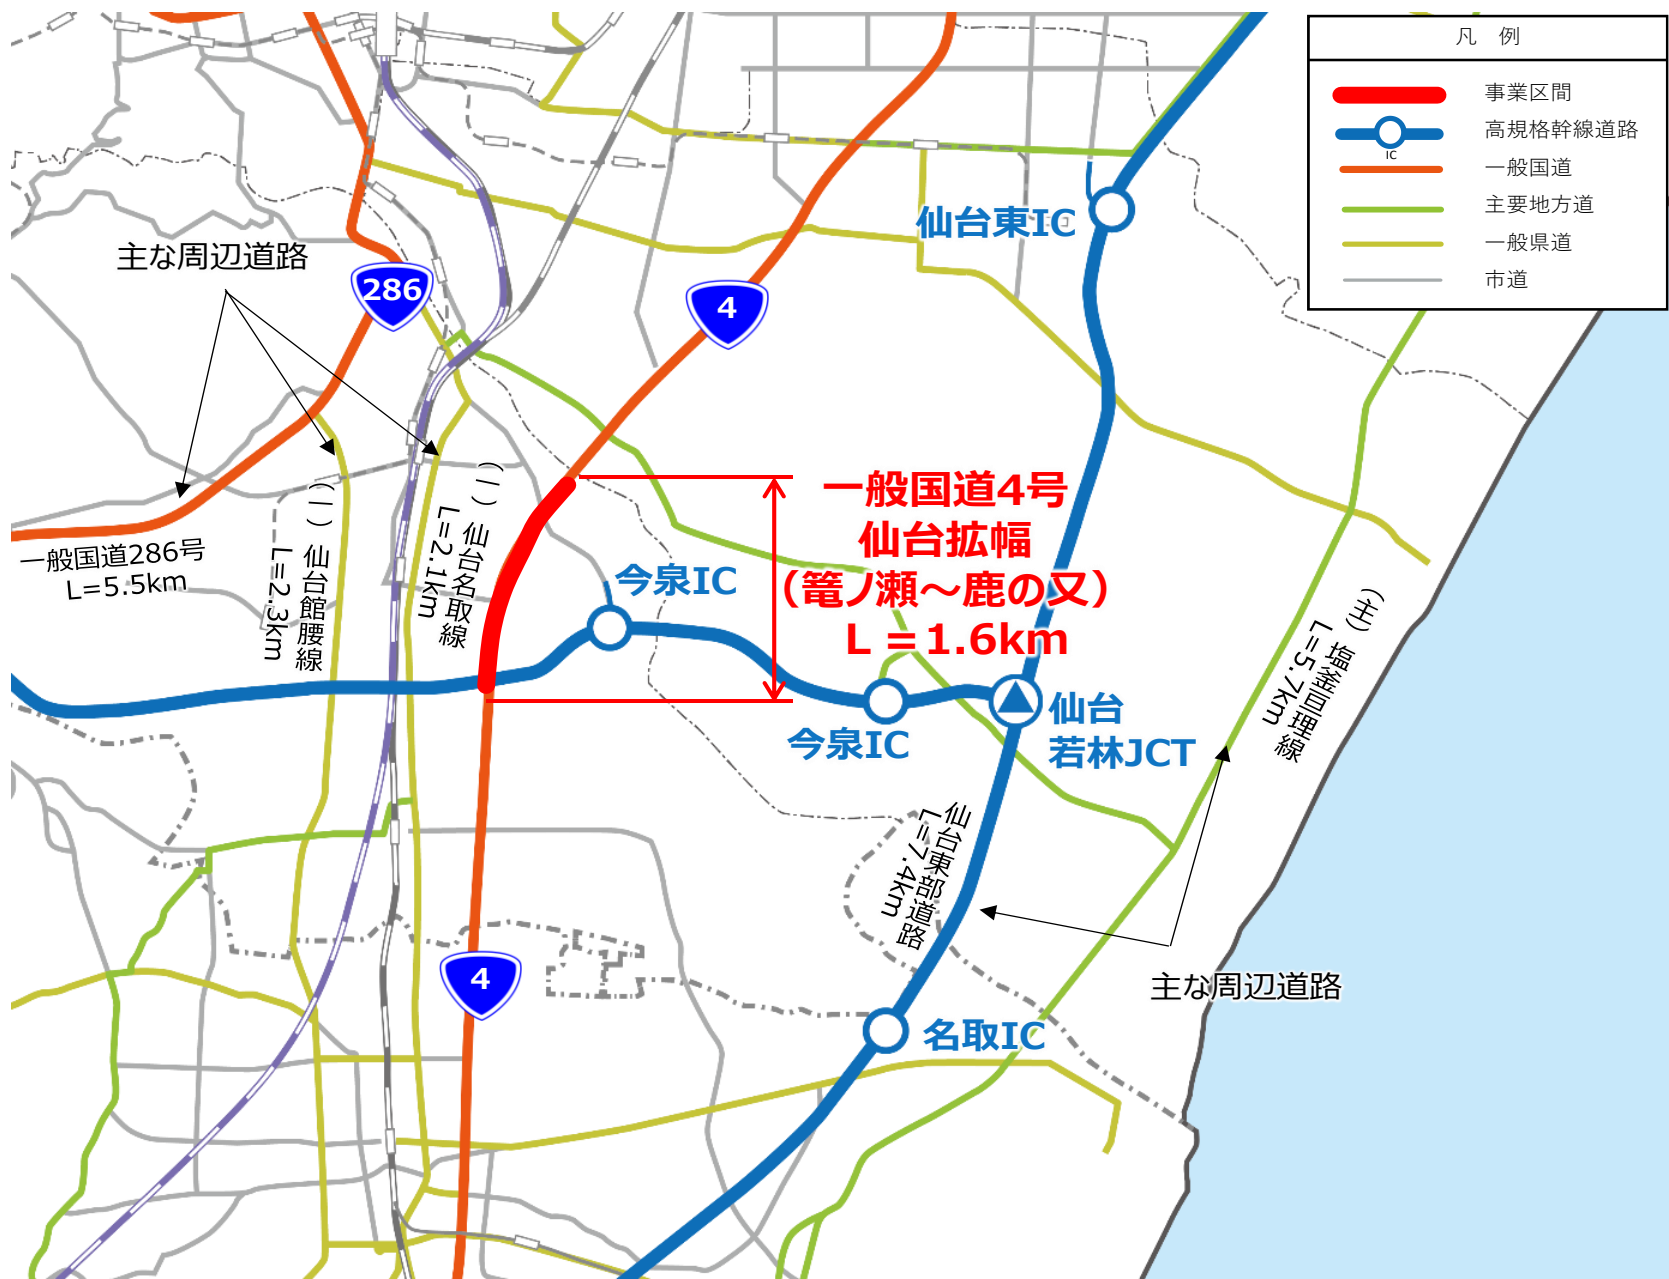 凡 例
事業区間
高規格幹線道路
IC
一般国道
主要地方道
一般県道
市道
仙台東IC
主な周辺道路
286
4
一般国道4号
仙台拡幅
（篭ノ瀬～鹿の又）
L＝1.6km
一般国道286号
L=5.5km
（一）仙台館腰線
L=2.3km
（一）仙台名取線
L=2.1km
今泉IC
今泉IC
仙台
若林JCT
（主）塩釜亘理線
L=5.7km
仙台東部道路
L=7.4km
4
主な周辺道路
名取IC